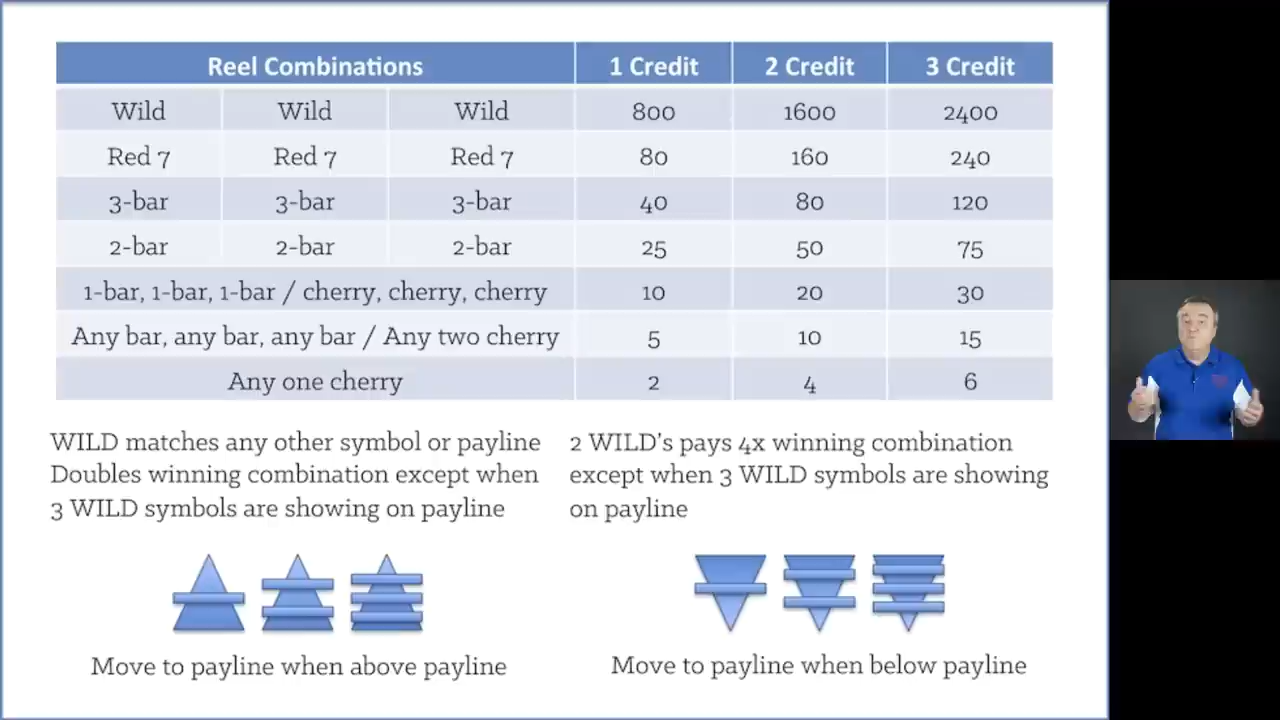 Reel Combinations 1 Credit 2 Credit 3 Credit
Wild Wild Wild 800 1600 2400
Red 7 Red 7 Red 7 80 160 240
3-bar 3-bar 3-bar 40 80 120
2-bar 2-bar 2-bar 25 50 75
1-bar, 1-bar, 1-bar / cherry, cherry, cherry 10 20 30
Any bar, any bar, any bar / Any two cherry 5 10 15
Any one cherry 2 4 6
WILD matches any other symbol or payline
Doubles winning combination except when
3 WILD symbols are showing on payline
2 WILD's pays 4x winning combination
except when 3 WILD symbols are showing
on payline
Move to payline when above payline
Move to payline when below payline